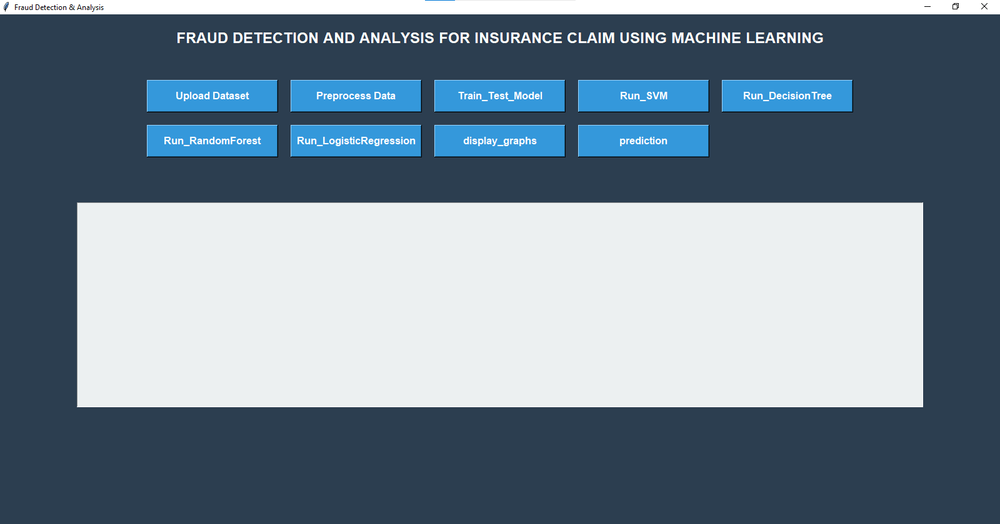 Fraud Detection & Analysis
FRAUD DETECTION AND ANALYSIS FOR INSURANCE CLAIM USING MACHINE LEARNING
Upload Dataset Preprocess Data Train_Test_Model Run_SVM Run_DecisionTree
Run_RandomForest Run_LogisticRegression display_graphs prediction